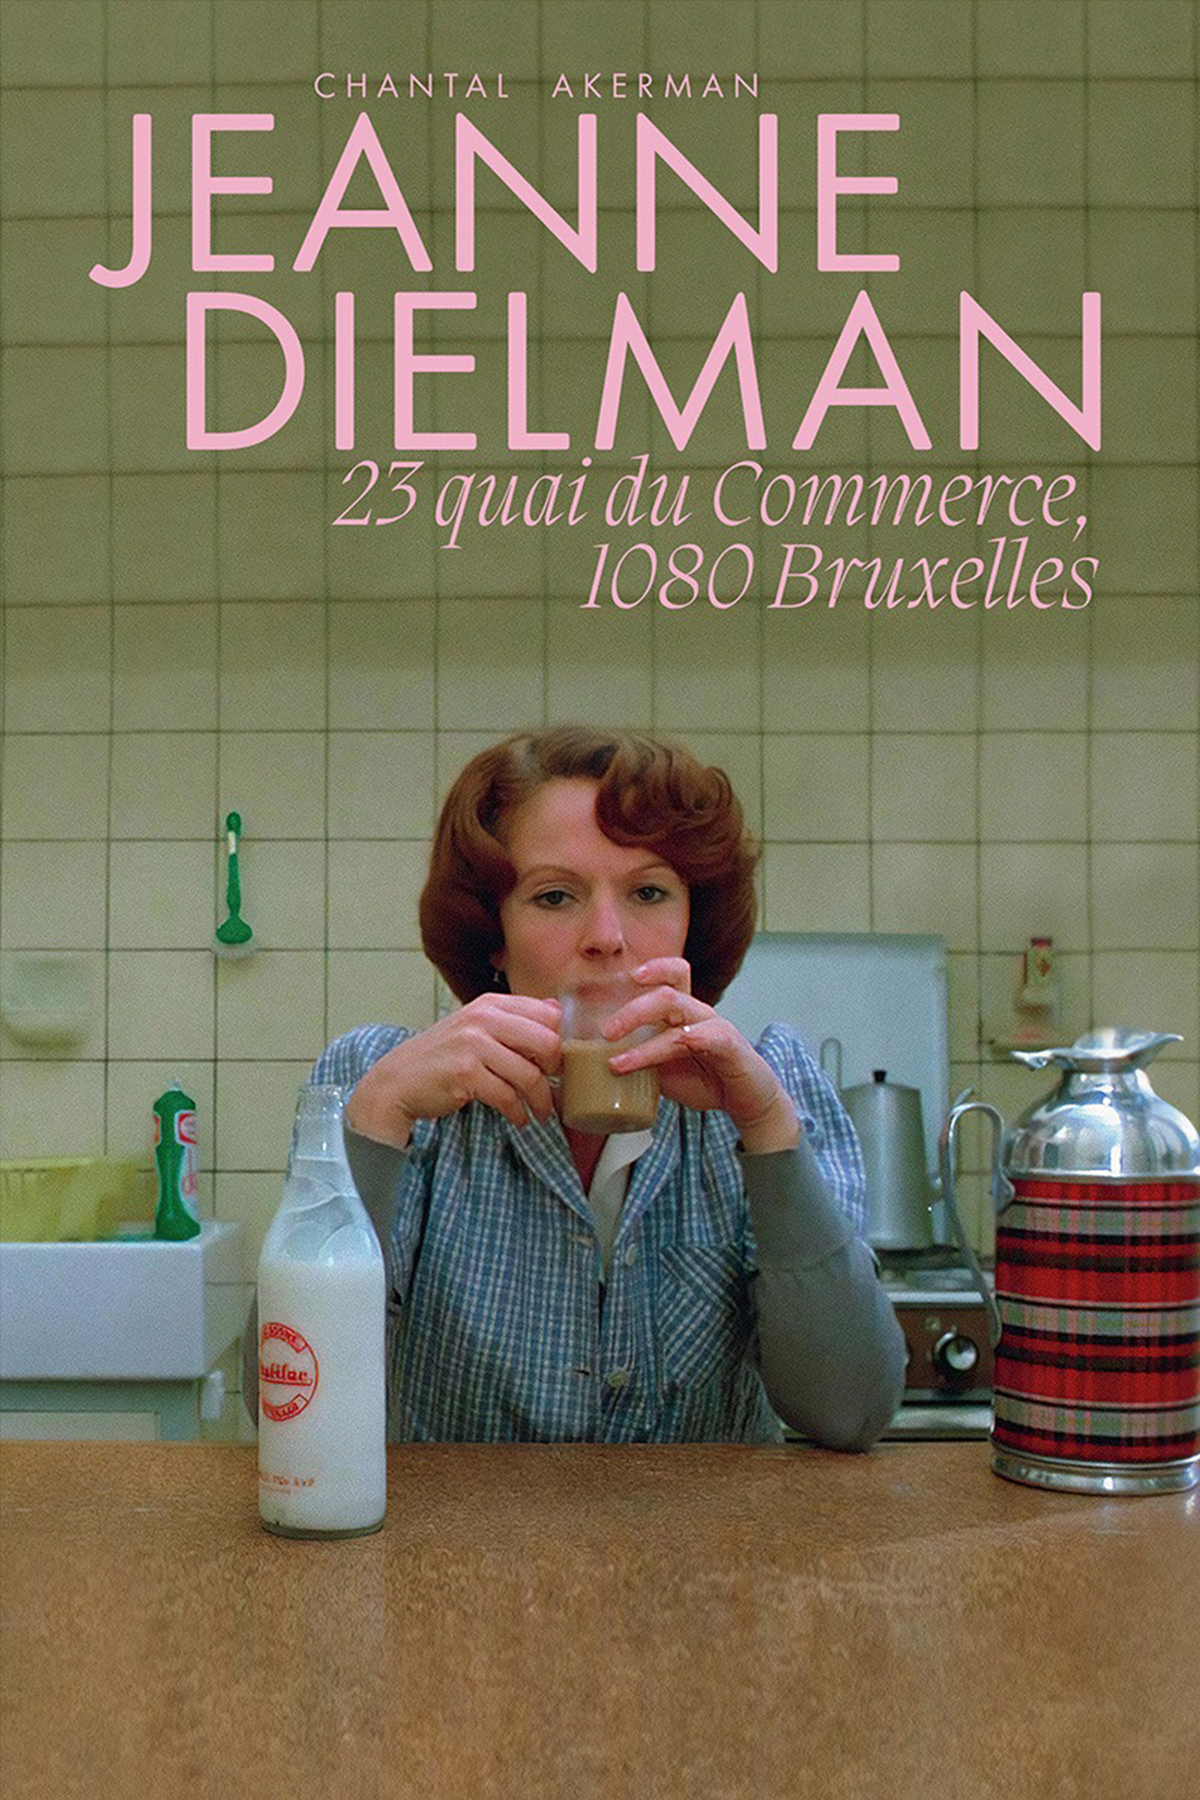 CHANTAL AKERMAN
JEANNE
DIELMAN
23 quai du Commerce,
1080 Bruxelles